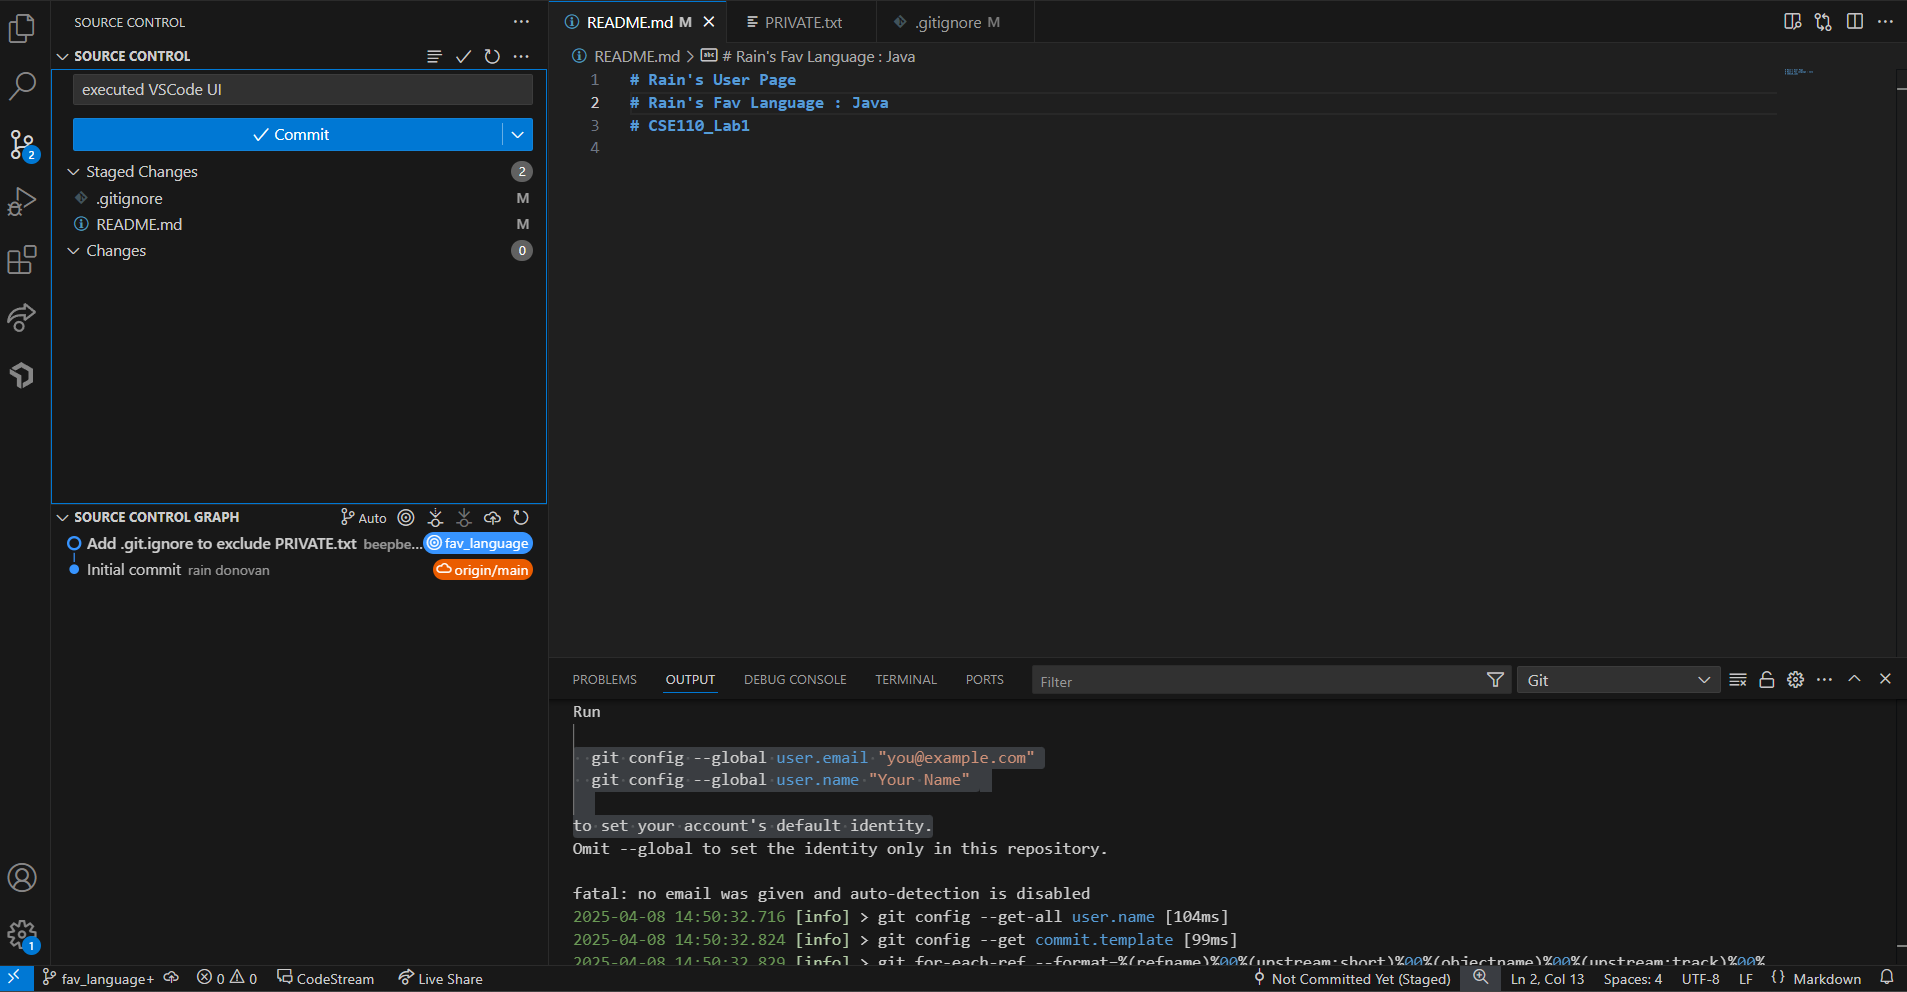 SOURCE CONTROL
SOURCE CONTROL
executed VSCode UI
Commit
Staged Changes 2
.gitignore M
README.md M
Changes 0
SOURCE CONTROL GRAPH Auto
Add .git.ignore to exclude PRIVATE.txt beepbe... fav_language
Initial commit rain donovan origin/main
2
1
README.md M
PRIVATE.txt
.gitignore M
README.md > # Rain's Fav Language : Java
1 # Rain's User Page
2 # Rain's Fav Language : Java
3 # CSE110_Lab1
4
PROBLEMS OUTPUT DEBUG CONSOLE TERMINAL PORTS Filter Git
Run
git config --global user.email "you@example.com"
git config --global user.name "Your Name"
to set your account's default identity.
Omit --global to set the identity only in this repository.
fatal: no email was given and auto-detection is disabled
2025-04-08 14:50:32.716 [info] > git config --get-all user.name [104ms]
2025-04-08 14:50:32.824 [info] > git config --get commit.template [99ms]
2025-04-08 14:50:32.829 [info] > git for-each-ref --format=%(refname)%00%(upstream:short)%00%(objectname)%00%(upstream:track)%00%
fav_language+ 0 0 CodeStream Live Share Not Committed Yet (Staged) Ln 2, Col 13 Spaces: 4 UTF-8 LF {} Markdown